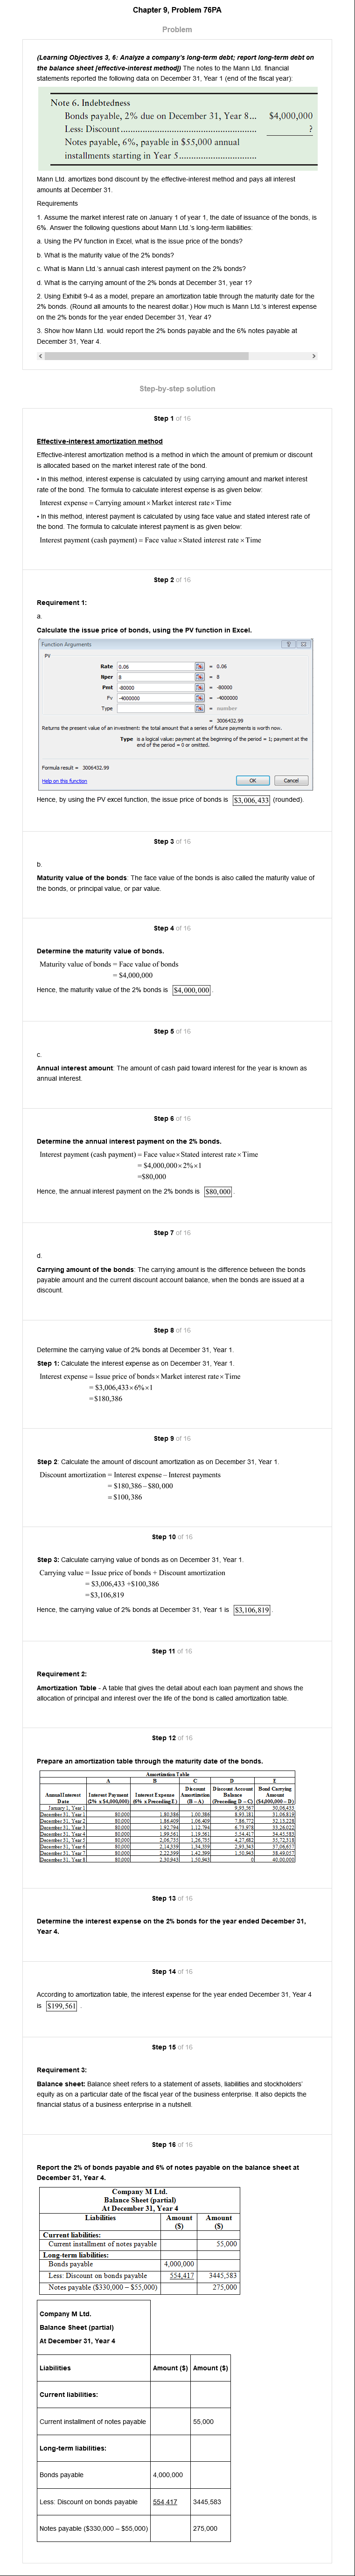 Chapter 9, Problem 76PA
Problem
(Learning Objectives 3, 6: Analyze a company's long-term debt; report long-term debt on
the balance sheet [effective-interest method]) The notes to the Mann Ltd. financial
statements reported the following data on December 31, Year 1 (end of the fiscal year):
Note 6. Indebtedness
Bonds payable, 2% due on December 31, Year 8... $4,000,000
Less: Discount.......................................................... ?
Notes payable, 6%, payable in $55,000 annual
installments starting in Year 5.................................
Mann Ltd. amortizes bond discount by the effective-interest method and pays all interest
amounts at December 31.
Requirements
1. Assume the market interest rate on January 1 of year 1, the date of issuance of the bonds, is
6%. Answer the following questions about Mann Ltd.'s long-term liabilities:
a. Using the PV function in Excel, what is the issue price of the bonds?
b. What is the maturity value of the 2% bonds?
c. What is Mann Ltd.'s annual cash interest payment on the 2% bonds?
d. What is the carrying amount of the 2% bonds at December 31, year 1?
2. Using Exhibit 9-4 as a model, prepare an amortization table through the maturity date for the
2% bonds. (Round all amounts to the nearest dollar.) How much is Mann Ltd.'s interest expense
on the 2% bonds for the year ended December 31, Year 4?
3. Show how Mann Ltd. would report the 2% bonds payable and the 6% notes payable at
December 31, Year 4.
Step-by-step solution
Step 1 of 16
Effective-interest amortization method
Effective-interest amortization method is a method in which the amount of premium or discount
is allocated based on the market interest rate of the bond.
• In this method, interest expense is calculated by using carrying amount and market interest
rate of the bond. The formula to calculate interest expense is as given below:
Interest expense = Carrying amount × Market interest rate × Time
• In this method, interest payment is calculated by using face value and stated interest rate of
the bond. The formula to calculate interest payment is as given below:
Interest payment (cash payment) = Face value × Stated interest rate × Time
Step 2 of 16
Requirement 1:
a.
Calculate the issue price of bonds, using the PV function in Excel.
Function Arguments
PV
Rate 0.06 = 0.06
Nper 8 = 8
Pmt -80000 = -80000
Fv -4000000 = -4000000
Type = number
= 3006432.99
Returns the present value of an investment: the total amount that a series of future payments is worth now.
Type is a logical value: payment at the beginning of the period = 1; payment at the
end of the period = 0 or omitted.
Formula result = 3006432.99
Help on this function OK Cancel
Hence, by using the PV excel function, the issue price of bonds is $3,006,433 (rounded).
Step 3 of 16
b.
Maturity value of the bonds: The face value of the bonds is also called the maturity value of
the bonds, or principal value, or par value.
Step 4 of 16
Determine the maturity value of bonds.
Maturity value of bonds = Face value of bonds
= $4,000,000
Hence, the maturity value of the 2% bonds is $4,000,000.
Step 5 of 16
c.
Annual interest amount: The amount of cash paid toward interest for the year is known as
annual interest.
Step 6 of 16
Determine the annual interest payment on the 2% bonds.
Interest payment (cash payment) = Face value × Stated interest rate × Time
= $4,000,000 × 2% × 1
=$80,000
Hence, the annual interest payment on the 2% bonds is $80,000.
Step 7 of 16
d.
Carrying amount of the bonds: The carrying amount is the difference between the bonds
payable amount and the current discount account balance, when the bonds are issued at a
discount.
Step 8 of 16
Determine the carrying value of 2% bonds at December 31, Year 1.
Step 1: Calculate the interest expense as on December 31, Year 1.
Interest expense = Issue price of bonds × Market interest rate × Time
= $3,006,433 × 6% × 1
= $180,386
Step 9 of 16
Step 2: Calculate the amount of discount amortization as on December 31, Year 1.
Discount amortization = Interest expense – Interest payments
= $180,386 – $80,000
= $100,386
Step 10 of 16
Step 3: Calculate carrying value of bonds as on December 31, Year 1.
Carrying value = Issue price of bonds + Discount amortization
= $3,006,433 +$100,386
= $3,106,819
Hence, the carrying value of 2% bonds at December 31, Year 1 is $3,106,819.
Step 11 of 16
Requirement 2:
Amortization Table - A table that gives the detail about each loan payment and shows the
allocation of principal and interest over the life of the bond is called amortization table.
Step 12 of 16
Prepare an amortization table through the maturity date of the bonds.
Amortization Table
A B C D E
Annual Interest Date Interest Payment (2% x $4,000,000) Interest Expense (6% x Preceding E) Discount Amortization (B – A) Discount Account Balance (Preceding D – C) Bond Carrying Amount ($4,000,000 – D)
January 1, Year 1 9,93,567 30,06,433
December 31, Year 1 80,000 1,80,386 1,00,386 8,93,181 31,06,819
December 31, Year 2 80,000 1,86,409 1,06,409 7,86,772 32,13,228
December 31, Year 3 80,000 1,92,794 1,12,794 6,73,978 33,26,022
December 31, Year 4 80,000 1,99,561 1,19,561 5,54,417 34,45,583
December 31, Year 5 80,000 2,06,735 1,26,735 4,27,682 35,72,318
December 31, Year 6 80,000 2,14,339 1,34,339 2,93,343 37,06,657
December 31, Year 7 80,000 2,22,399 1,42,399 1,50,943 38,49,057
December 31, Year 8 80,000 2,30,943 1,50,943 40,00,000
Step 13 of 16
Determine the interest expense on the 2% bonds for the year ended December 31,
Year 4.
Step 14 of 16
According to amortization table, the interest expense for the year ended December 31, Year 4
is $199,561.
Step 15 of 16
Requirement 3:
Balance sheet: Balance sheet refers to a statement of assets, liabilities and stockholders'
equity as on a particular date of the fiscal year of the business enterprise. It also depicts the
financial status of a business enterprise in a nutshell.
Step 16 of 16
Report the 2% of bonds payable and 6% of notes payable on the balance sheet at
December 31, Year 4.
Company M Ltd.
Balance Sheet (partial)
At December 31, Year 4
Liabilities Amount ($) Amount ($)
Current liabilities:
Current installment of notes payable 55,000
Long-term liabilities:
Bonds payable 4,000,000
Less: Discount on bonds payable 554,417 3445,583
Notes payable ($330,000 – $55,000) 275,000
Company M Ltd.
Balance Sheet (partial)
At December 31, Year 4
Liabilities Amount ($) Amount ($)
Current liabilities:
Current installment of notes payable 55,000
Long-term liabilities:
Bonds payable 4,000,000
Less: Discount on bonds payable 554,417 3445,583
Notes payable ($330,000 – $55,000) 275,000